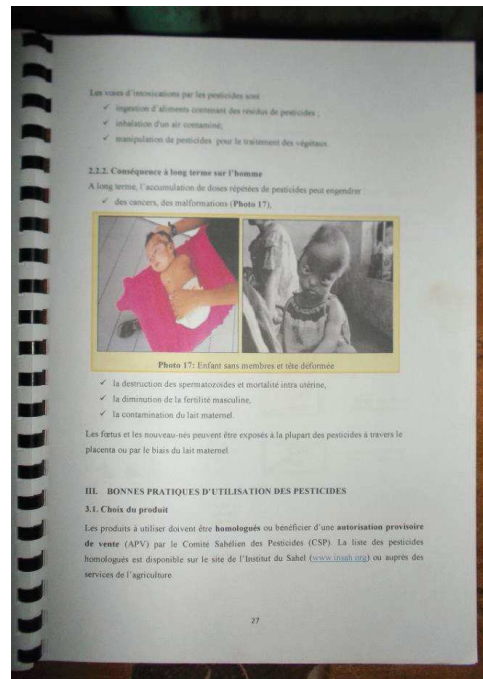 Les voies d'intoxications par les pesticides sont
✓ ingestion d'aliments contenant des résidus de pesticides ;
✓ inhalation d'un air contaminé;
✓ manipulation de pesticides pour le traitement des végétaux.
2.2.2. Conséquence à long terme sur l'homme
A long terme, l'accumulation de doses répétées de pesticides peut engendrer :
✓ des cancers, des malformations (Photo 17),
Photo 17: Enfant sans membres et tête déformée
✓ la destruction des spermatozoïdes et mortalité intra utérine,
✓ la diminution de la fertilité masculine,
✓ la contamination du lait maternel.
Les fœtus et les nouveau-nés peuvent être exposés à la plupart des pesticides à travers le
placenta ou par le biais du lait maternel.
III. BONNES PRATIQUES D'UTILISATION DES PESTICIDES
3.1. Choix du produit
Les produits à utiliser doivent être homologués ou bénéficier d'une autorisation provisoire
de vente (APV) par le Comité Sahélien des Pesticides (CSP). La liste des pesticides
homologués est disponible sur le site de l'Institut du Sahel (www.insah.org) ou auprès des
services de l'agriculture.
27